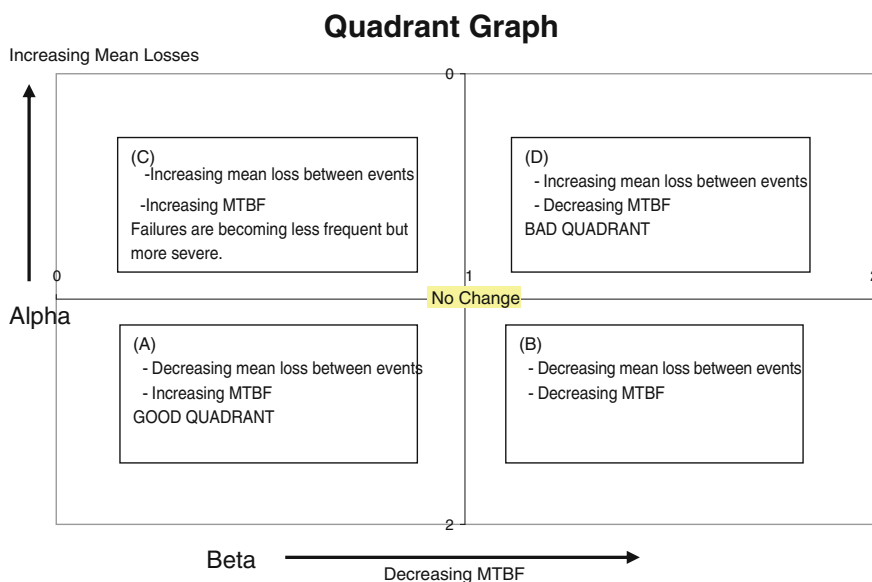 Quadrant Graph
Increasing Mean Losses
0
(C)
-Increasing mean loss between events
-Increasing MTBF
Failures are becoming less frequent but
more severe.
(D)
- Increasing mean loss between events
- Decreasing MTBF
BAD QUADRANT
0
1
2
No Change
Alpha
(A)
- Decreasing mean loss between events
- Increasing MTBF
GOOD QUADRANT
(B)
- Decreasing mean loss between events
- Decreasing MTBF
2
Beta
Decreasing MTBF